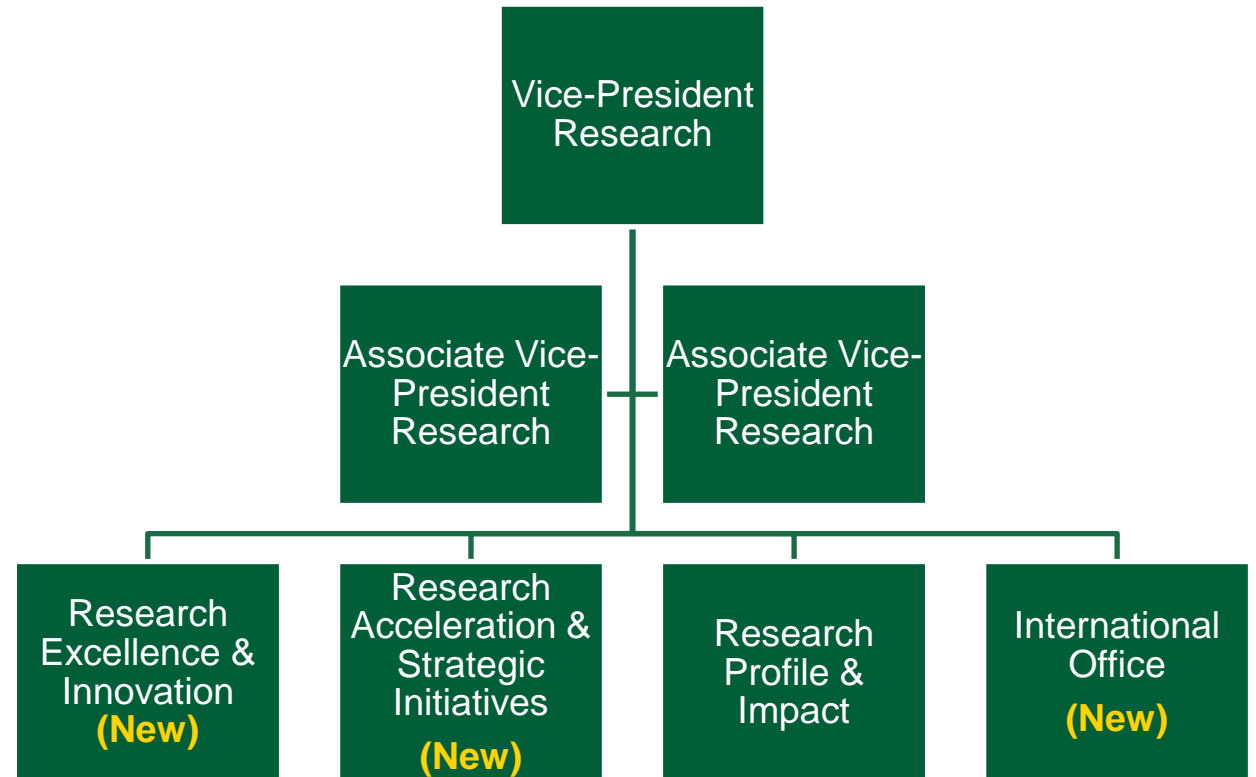 Vice-President
Research
Associate Vice-
President
Research
Associate Vice-
President
Research
Research
Excellence &
Innovation
(New)
Research
Acceleration &
Strategic
Initiatives
(New)
Research
Profile &
Impact
International
Office
(New)